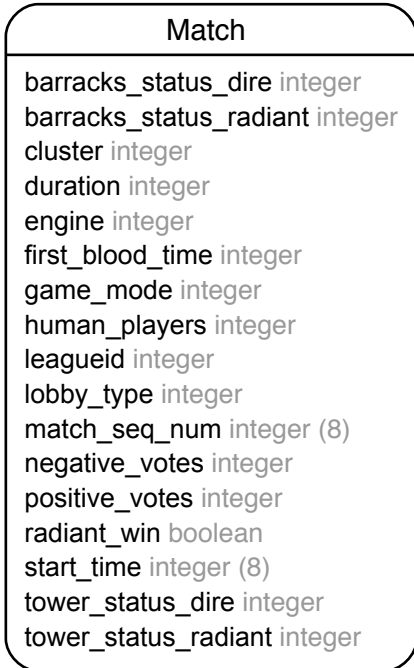 Match
barracks_status_dire integer
barracks_status_radiant integer
cluster integer
duration integer
engine integer
first_blood_time integer
game_mode integer
human_players integer
leagueid integer
lobby_type integer
match_seq_num integer (8)
negative_votes integer
positive_votes integer
radiant_win boolean
start_time integer (8)
tower_status_dire integer
tower_status_radiant integer